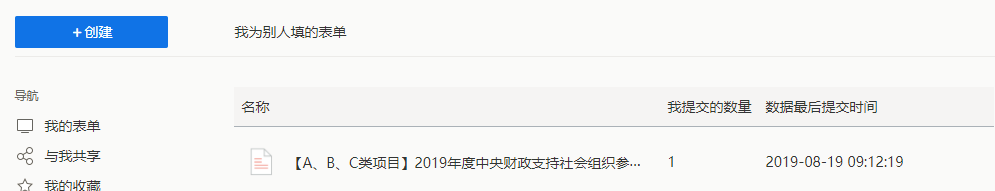 +创建
我为别人填的表单
导航
我的表单
与我共享
我的收藏
名称 我提交的数量 数据最后提交时间
【A、B、C类项目】2019年度中央财政支持社会组织参... 1 2019-08-19 09:12:19